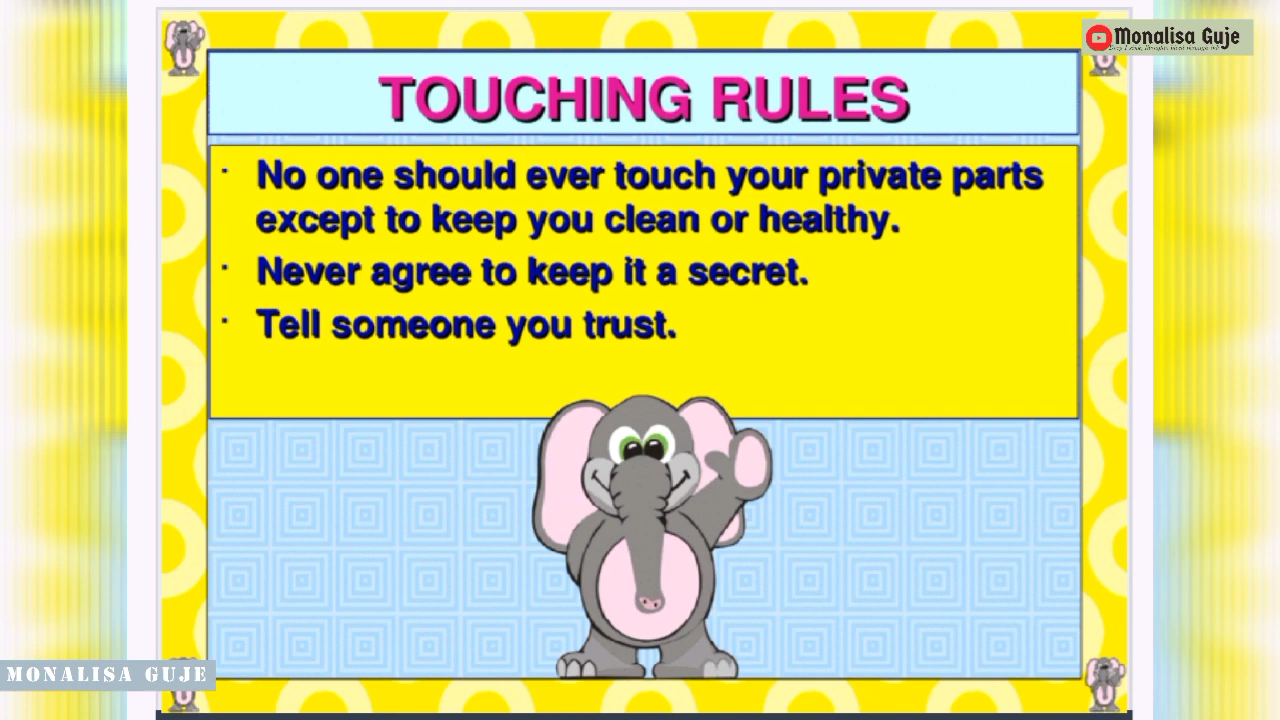 Monalisa Guje
TOUCHING RULES
· No one should ever touch your private parts
except to keep you clean or healthy.
· Never agree to keep it a secret.
· Tell someone you trust.
MONALISA GUJE